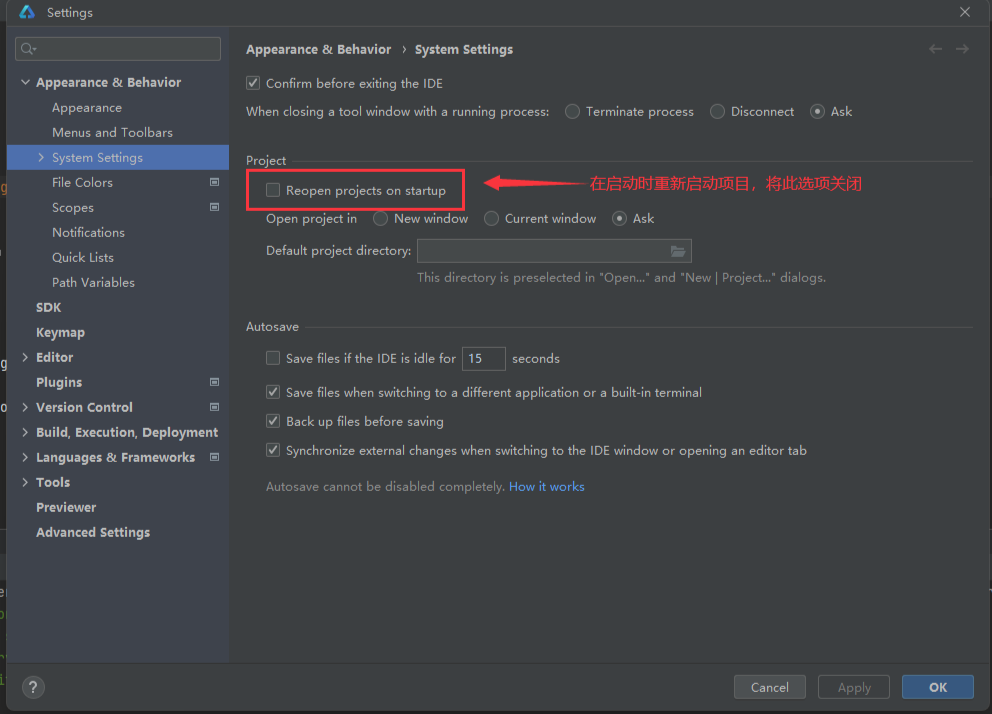 Settings
Appearance & Behavior › System Settings
Appearance & Behavior
Appearance
Menus and Toolbars
System Settings
File Colors
Scopes
Notifications
Quick Lists
Path Variables
SDK
Keymap
Editor
Plugins
Version Control
Build, Execution, Deployment
Languages & Frameworks
Tools
Previewer
Advanced Settings
Confirm before exiting the IDE
When closing a tool window with a running process: Terminate process Disconnect Ask
Project
Reopen projects on startup 在启动时重新启动项目，将此选项关闭
Open project in New window Current window Ask
Default project directory:
This directory is preselected in "Open..." and "New | Project..." dialogs.
Autosave
Save files if the IDE is idle for 15 seconds
Save files when switching to a different application or a built-in terminal
Back up files before saving
Synchronize external changes when switching to the IDE window or opening an editor tab
Autosave cannot be disabled completely. How it works
? Cancel Apply OK